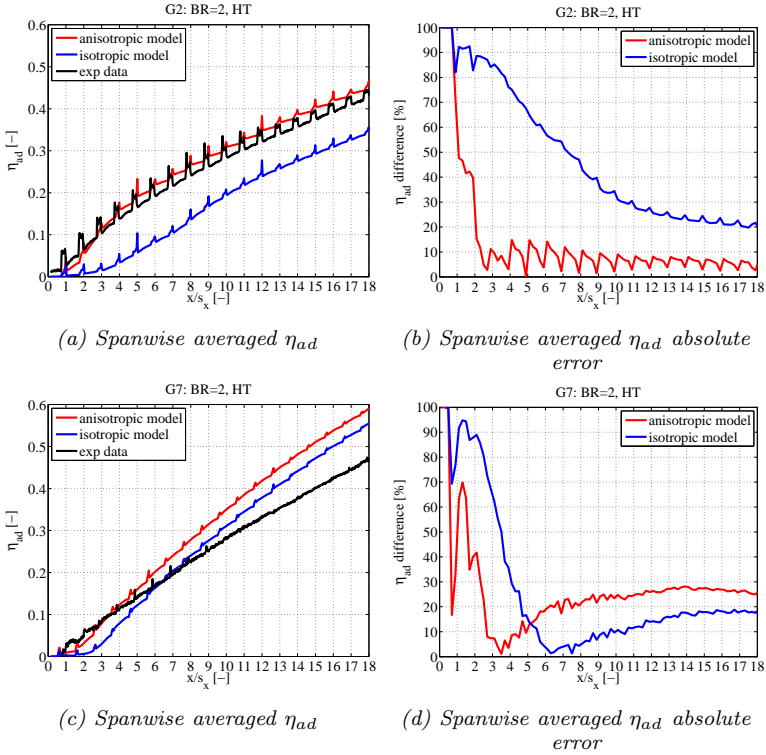 G2: BR=2, HT
0.6
0.5
0.4
0.3
0.2
0.1
0
η_ad [−]
anisotropic model
isotropic model
exp data
0 1 2 3 4 5 6 7 8 9 10 11 12 13 14 15 16 17 18
x/s_x [−]
(a) Spanwise averaged η_ad
G2: BR=2, HT
100
90
80
70
60
50
40
30
20
10
0
η_ad difference [%]
anisotropic model
isotropic model
0 1 2 3 4 5 6 7 8 9 10 11 12 13 14 15 16 17 18
x/s_x [−]
(b) Spanwise averaged η_ad absolute
error
G7: BR=2, HT
0.6
0.5
0.4
0.3
0.2
0.1
0
η_ad [−]
anisotropic model
isotropic model
exp data
0 1 2 3 4 5 6 7 8 9 10 11 12 13 14 15 16 17 18
x/s_x [−]
(c) Spanwise averaged η_ad
G7: BR=2, HT
100
90
80
70
60
50
40
30
20
10
0
η_ad difference [%]
anisotropic model
isotropic model
0 1 2 3 4 5 6 7 8 9 10 11 12 13 14 15 16 17 18
x/s_x [−]
(d) Spanwise averaged η_ad absolute
error